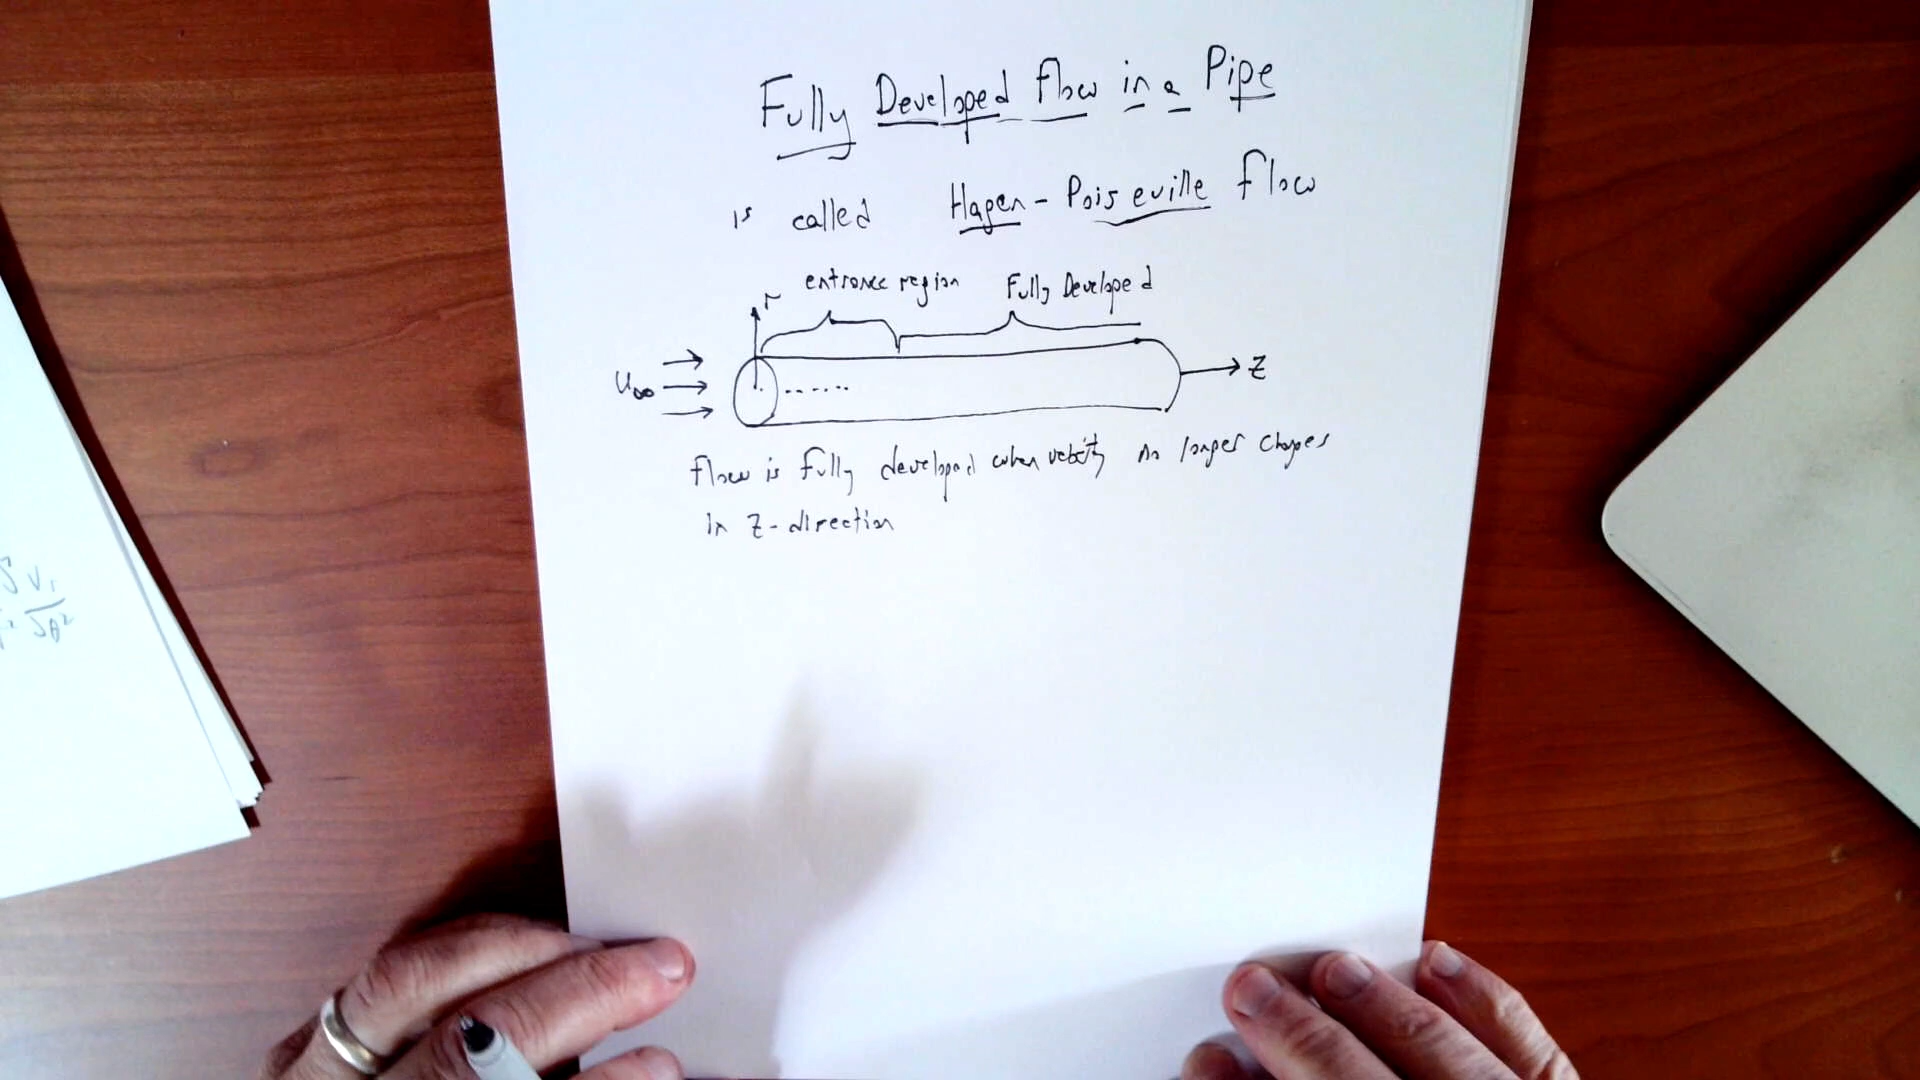 Fully Developed flow in a Pipe
is called Hagen-Poiseville flow
entrance region Fully Developed
r
u∞
z
flow is fully developed when velocity no longer changes
in z-direction